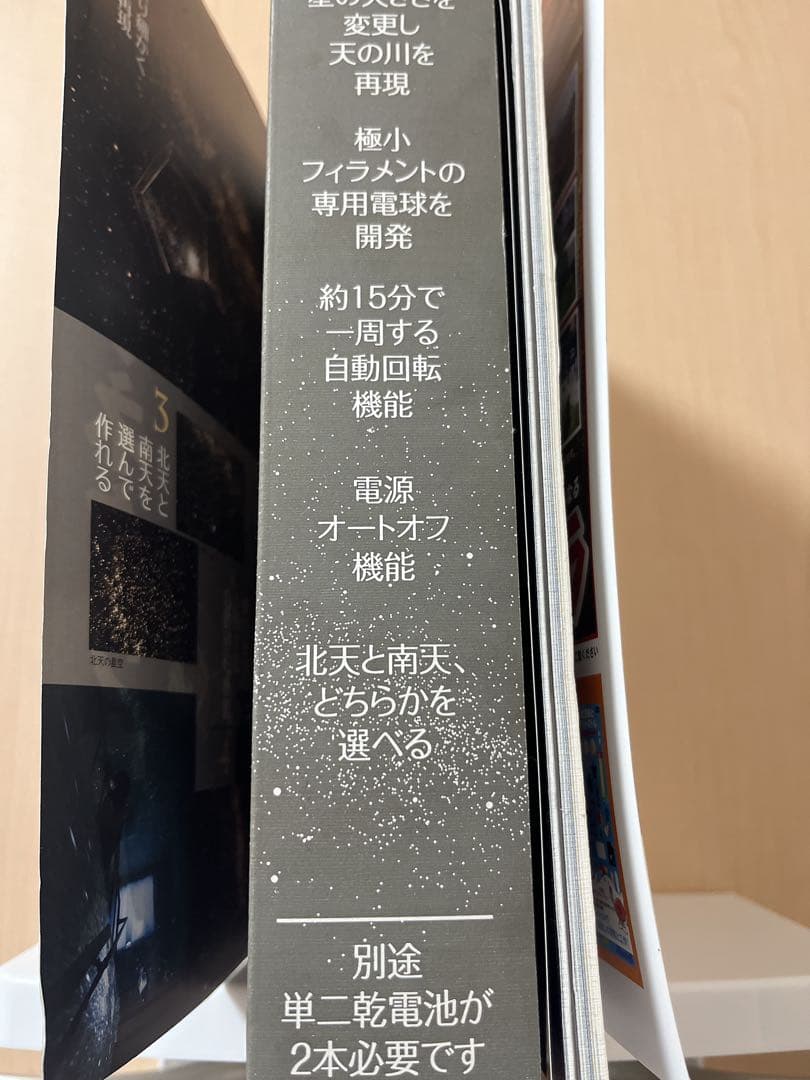 変更し
天の川を
再現
極小
フィラメントの
専用電球を
開発
約15分で
一周する
自動回転
機能
電源
オートオフ
機能
北天と南天、
どちらかを
選べる
別途
単二乾電池が
2本必要です
3
北天と
南天を
選んで
作れる
北天の星空